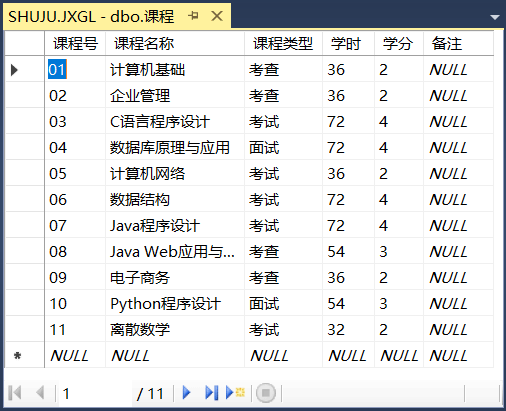 SHUJU.JXGL - dbo.课程
课程号 课程名称 课程类型 学时 学分 备注
01 计算机基础 考查 36 2 NULL
02 企业管理 考查 36 2 NULL
03 C语言程序设计 考试 72 4 NULL
04 数据库原理与应用 面试 72 4 NULL
05 计算机网络 考试 36 2 NULL
06 数据结构 考试 72 4 NULL
07 Java程序设计 考试 72 4 NULL
08 Java Web应用与... 考查 54 3 NULL
09 电子商务 考查 36 2 NULL
10 Python程序设计 面试 54 3 NULL
11 离散数学 考试 32 2 NULL
* NULL NULL NULL NULL NULL NULL
1 / 11